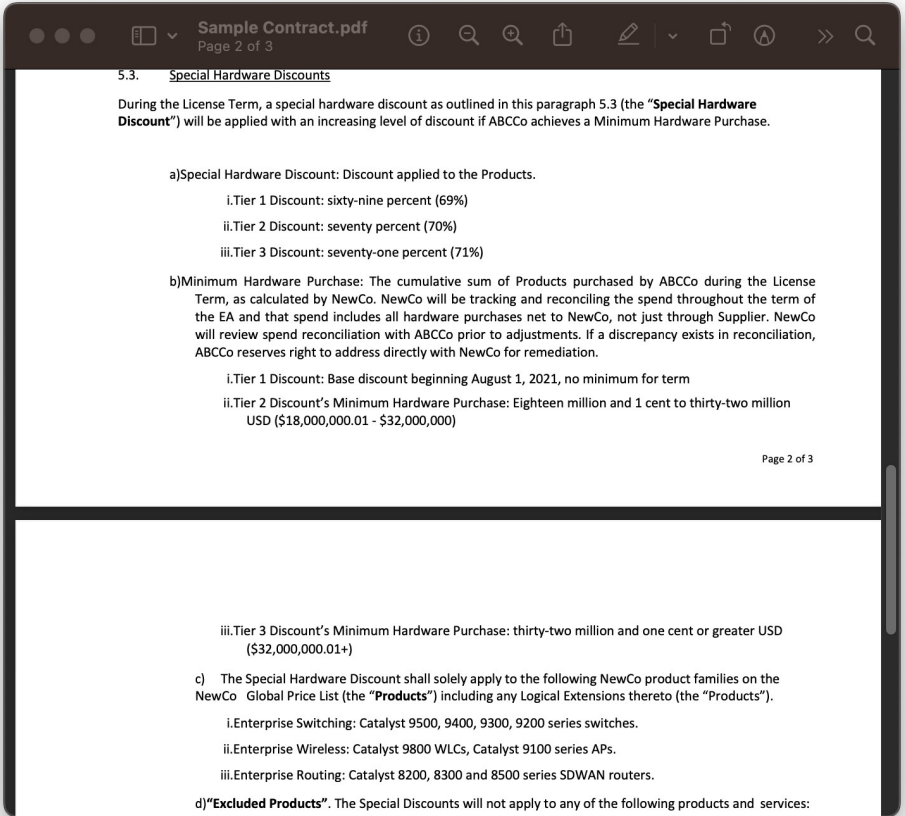 Sample Contract.pdf
Page 2 of 3
5.3. Special Hardware Discounts
During the License Term, a special hardware discount as outlined in this paragraph 5.3 (the “Special Hardware
Discount”) will be applied with an increasing level of discount if ABCCo achieves a Minimum Hardware Purchase.
a)Special Hardware Discount: Discount applied to the Products.
i.Tier 1 Discount: sixty-nine percent (69%)
ii.Tier 2 Discount: seventy percent (70%)
iii.Tier 3 Discount: seventy-one percent (71%)
b)Minimum Hardware Purchase: The cumulative sum of Products purchased by ABCCo during the License
Term, as calculated by NewCo. NewCo will be tracking and reconciling the spend throughout the term of
the EA and that spend includes all hardware purchases net to NewCo, not just through Supplier. NewCo
will review spend reconciliation with ABCCo prior to adjustments. If a discrepancy exists in reconciliation,
ABCCo reserves right to address directly with NewCo for remediation.
i.Tier 1 Discount: Base discount beginning August 1, 2021, no minimum for term
ii.Tier 2 Discount’s Minimum Hardware Purchase: Eighteen million and 1 cent to thirty-two million
USD ($18,000,000.01 - $32,000,000)
Page 2 of 3
iii.Tier 3 Discount’s Minimum Hardware Purchase: thirty-two million and one cent or greater USD
($32,000,000.01+)
c) The Special Hardware Discount shall solely apply to the following NewCo product families on the
NewCo Global Price List (the “Products”) including any Logical Extensions thereto (the “Products”).
i.Enterprise Switching: Catalyst 9500, 9400, 9300, 9200 series switches.
ii.Enterprise Wireless: Catalyst 9800 WLCs, Catalyst 9100 series APs.
iii.Enterprise Routing: Catalyst 8200, 8300 and 8500 series SDWAN routers.
d)“Excluded Products”. The Special Discounts will not apply to any of the following products and services: